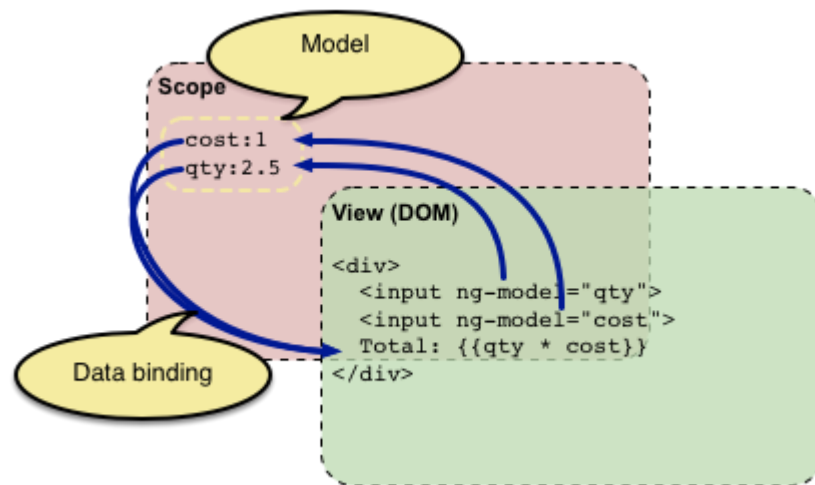 Model
Scope
cost:1
qty:2.5
View (DOM)
<div>
<input ng-model="qty">
<input ng-model="cost">
Total: {{qty * cost}}
</div>
Data binding